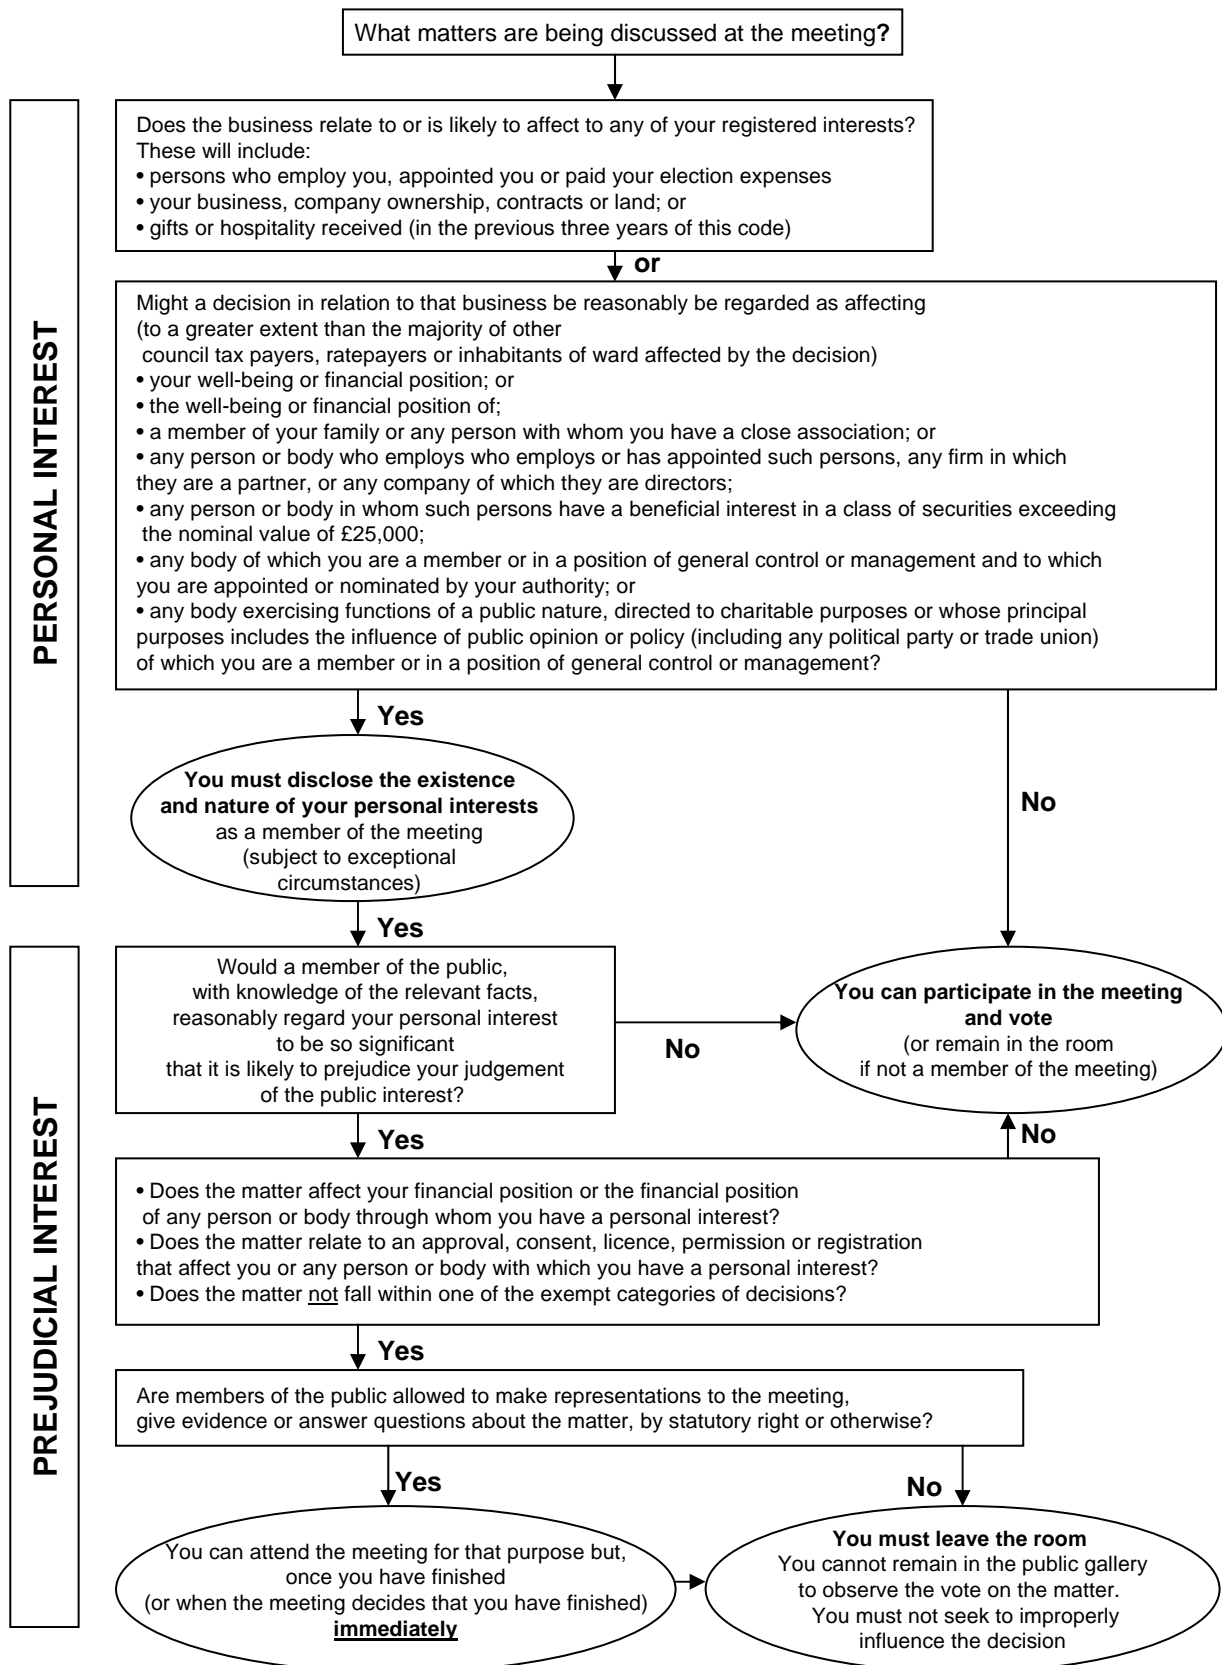 What matters are being discussed at the meeting?
PERSONAL INTEREST
Does the business relate to or is likely to affect to any of your registered interests?
These will include:
• persons who employ you, appointed you or paid your election expenses
• your business, company ownership, contracts or land; or
• gifts or hospitality received (in the previous three years of this code)
or
Might a decision in relation to that business be reasonably be regarded as affecting
(to a greater extent than the majority of other
council tax payers, ratepayers or inhabitants of ward affected by the decision)
• your well-being or financial position; or
• the well-being or financial position of;
• a member of your family or any person with whom you have a close association; or
• any person or body who employs who employs or has appointed such persons, any firm in which
they are a partner, or any company of which they are directors;
• any person or body in whom such persons have a beneficial interest in a class of securities exceeding
the nominal value of £25,000;
• any body of which you are a member or in a position of general control or management and to which
you are appointed or nominated by your authority; or
• any body exercising functions of a public nature, directed to charitable purposes or whose principal
purposes includes the influence of public opinion or policy (including any political party or trade union)
of which you are a member or in a position of general control or management?
Yes
You must disclose the existence
and nature of your personal interests
as a member of the meeting
(subject to exceptional
circumstances)
No
Yes
PREJUDICIAL INTEREST
Would a member of the public,
with knowledge of the relevant facts,
reasonably regard your personal interest
to be so significant
that it is likely to prejudice your judgement
of the public interest?
No
You can participate in the meeting
and vote
(or remain in the room
if not a member of the meeting)
Yes
No
• Does the matter affect your financial position or the financial position
of any person or body through whom you have a personal interest?
• Does the matter relate to an approval, consent, licence, permission or registration
that affect you or any person or body with which you have a personal interest?
• Does the matter not fall within one of the exempt categories of decisions?
Yes
Are members of the public allowed to make representations to the meeting,
give evidence or answer questions about the matter, by statutory right or otherwise?
Yes
No
You can attend the meeting for that purpose but,
once you have finished
(or when the meeting decides that you have finished)
immediately
You must leave the room
You cannot remain in the public gallery
to observe the vote on the matter.
You must not seek to improperly
influence the decision